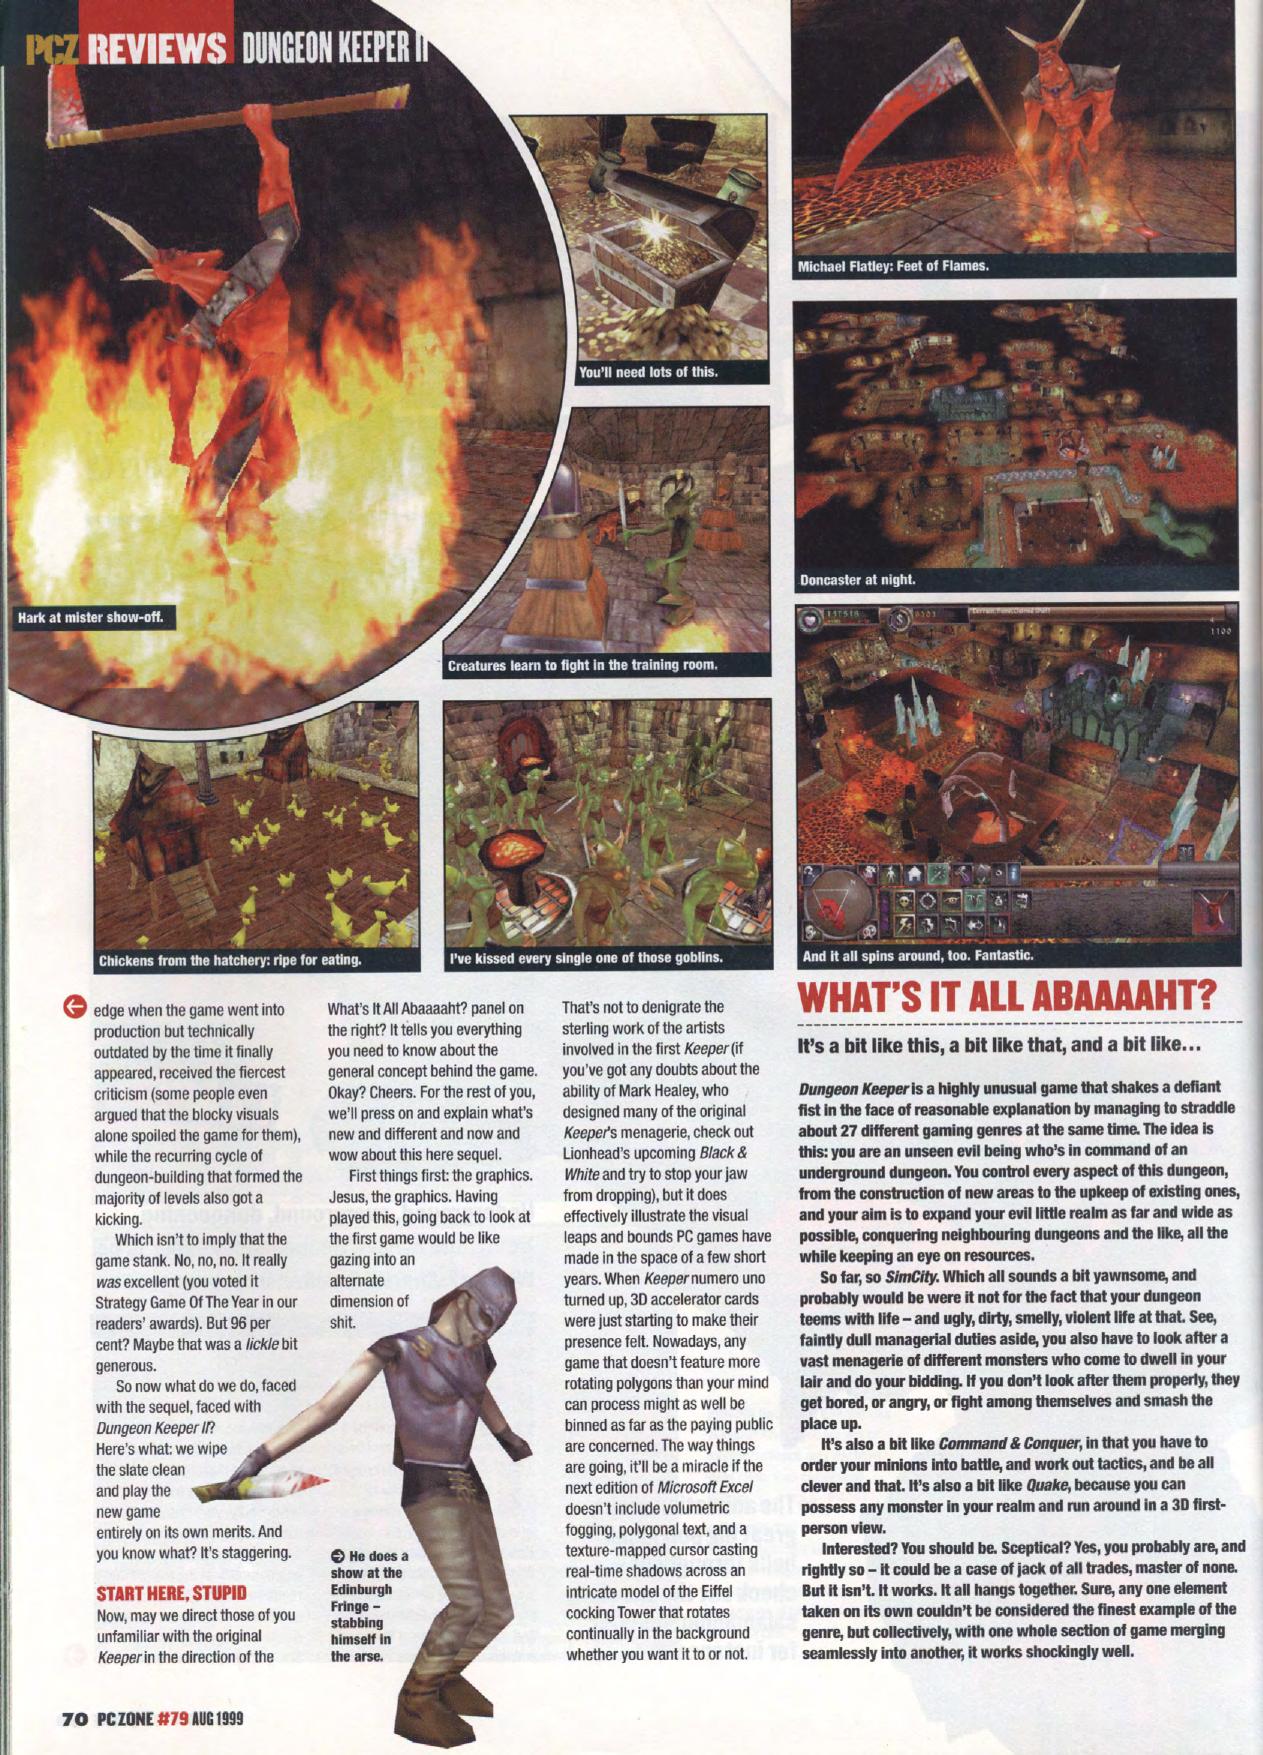 PCZ REVIEWS DUNGEON KEEPER II
Hark at mister show-off.
You'll need lots of this.
Michael Flatley: Feet of Flames.
Creatures learn to fight in the training room.
Doncaster at night.
Chickens from the hatchery: ripe for eating.
I've kissed every single one of those goblins.
And it all spins around, too. Fantastic.
1100
edge when the game went into
production but technically
outdated by the time it finally
appeared, received the fiercest
criticism (some people even
argued that the blocky visuals
alone spoiled the game for them),
while the recurring cycle of
dungeon-building that formed the
majority of levels also got a
kicking.
Which isn't to imply that the
game stank. No, no, no. It really
was excellent (you voted it
Strategy Game Of The Year in our
readers' awards). But 96 per
cent? Maybe that was a lickle bit
generous.
So now what do we do, faced
with the sequel, faced with
Dungeon Keeper II?
Here's what: we wipe
the slate clean
and play the
new game
entirely on its own merits. And
you know what? It's staggering.
START HERE, STUPID
Now, may we direct those of you
unfamiliar with the original
Keeper in the direction of the
What's It All Abaaaaht? panel on
the right? It tells you everything
you need to know about the
general concept behind the game.
Okay? Cheers. For the rest of you,
we'll press on and explain what's
new and different and now and
wow about this here sequel.
First things first: the graphics.
Jesus, the graphics. Having
played this, going back to look at
the first game would be like
gazing into an
alternate
dimension of
shit.
He does a
show at the
Edinburgh
Fringe –
stabbing
himself in
the arse.
That's not to denigrate the
sterling work of the artists
involved in the first Keeper (if
you've got any doubts about the
ability of Mark Healey, who
designed many of the original
Keeper's menagerie, check out
Lionhead's upcoming Black &
White and try to stop your jaw
from dropping), but it does
effectively illustrate the visual
leaps and bounds PC games have
made in the space of a few short
years. When Keeper numero uno
turned up, 3D accelerator cards
were just starting to make their
presence felt. Nowadays, any
game that doesn't feature more
rotating polygons than your mind
can process might as well be
binned as far as the paying public
are concerned. The way things
are going, it'll be a miracle if the
next edition of Microsoft Excel
doesn't include volumetric
fogging, polygonal text, and a
texture-mapped cursor casting
real-time shadows across an
intricate model of the Eiffel
cocking Tower that rotates
continually in the background
whether you want it to or not.
WHAT'S IT ALL ABAAAAHT?
It's a bit like this, a bit like that, and a bit like...
Dungeon Keeper is a highly unusual game that shakes a defiant
fist in the face of reasonable explanation by managing to straddle
about 27 different gaming genres at the same time. The idea is
this: you are an unseen evil being who's in command of an
underground dungeon. You control every aspect of this dungeon,
from the construction of new areas to the upkeep of existing ones,
and your aim is to expand your evil little realm as far and wide as
possible, conquering neighbouring dungeons and the like, all the
while keeping an eye on resources.
So far, so SimCity. Which all sounds a bit yawnsome, and
probably would be were it not for the fact that your dungeon
teems with life – and ugly, dirty, smelly, violent life at that. See,
faintly dull managerial duties aside, you also have to look after a
vast menagerie of different monsters who come to dwell in your
lair and do your bidding. If you don't look after them properly, they
get bored, or angry, or fight among themselves and smash the
place up.
It's also a bit like Command & Conquer, in that you have to
order your minions into battle, and work out tactics, and be all
clever and that. It's also a bit like Quake, because you can
possess any monster in your realm and run around in a 3D first-
person view.
Interested? You should be. Sceptical? Yes, you probably are, and
rightly so – it could be a case of jack of all trades, master of none.
But it isn't. It works. It all hangs together. Sure, any one element
taken on its own couldn't be considered the finest example of the
genre, but collectively, with one whole section of game merging
seamlessly into another, it works shockingly well.
70 PC ZONE #79 AUG 1999